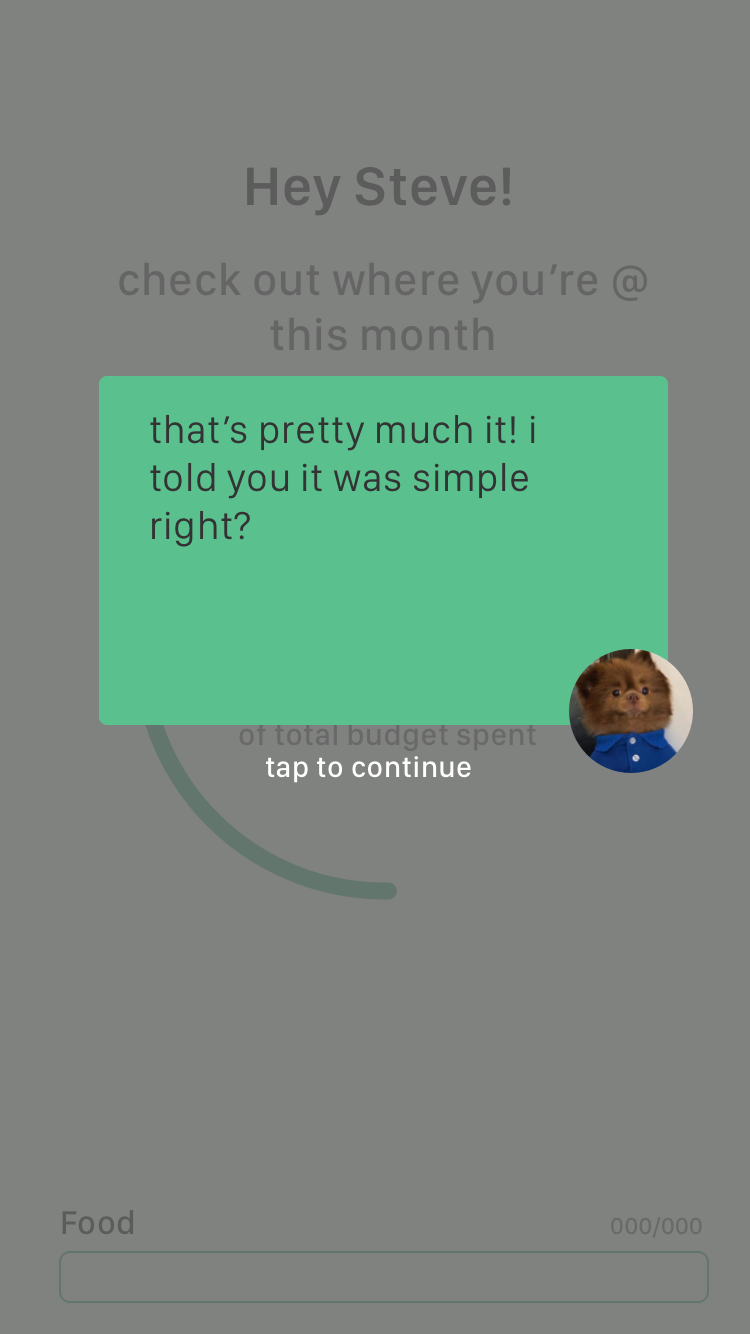 Hey Steve!
check out where you’re @
this month
that’s pretty much it! i
told you it was simple
right?
of total budget spent
tap to continue
Food
000/000